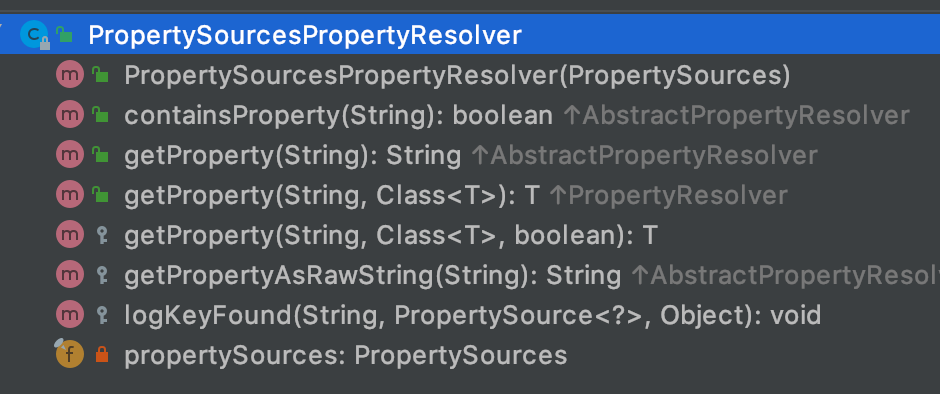 C PropertySourcesPropertyResolver
m PropertySourcesPropertyResolver(PropertySources)
m containsProperty(String): boolean ↑AbstractPropertyResolver
m getProperty(String): String ↑AbstractPropertyResolver
m getProperty(String, Class<T>): T ↑PropertyResolver
m getProperty(String, Class<T>, boolean): T
m getPropertyAsRawString(String): String ↑AbstractPropertyResol
m logKeyFound(String, PropertySource<?>, Object): void
f propertySources: PropertySources